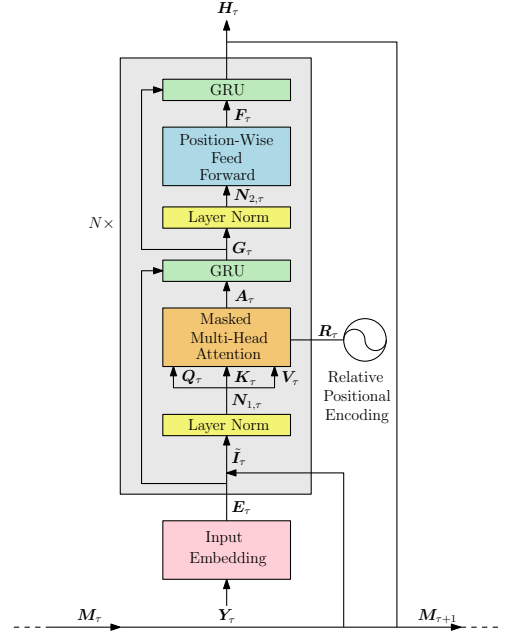 H_τ
GRU
F_τ
Position-Wise
Feed
Forward
N_{2,τ}
Layer Norm
N×
G_τ
GRU
A_τ
Masked
Multi-Head
Attention
R_τ
Q_τ K_τ V_τ
Relative
Positional
Encoding
N_{1,τ}
Layer Norm
Ĩ_τ
E_τ
Input
Embedding
M_τ Y_τ M_{τ+1}